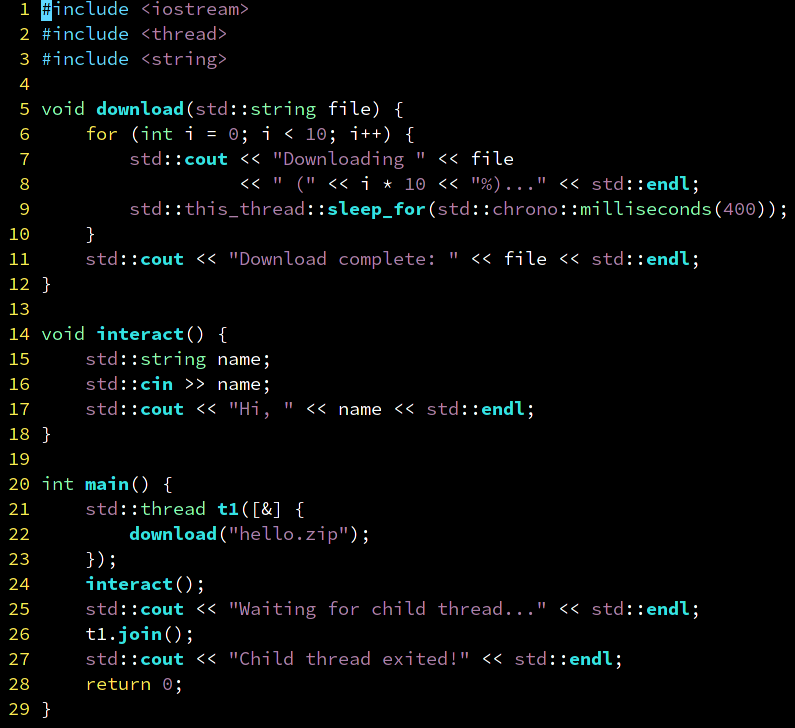 1 #include <iostream>
2 #include <thread>
3 #include <string>
4
5 void download(std::string file) {
6     for (int i = 0; i < 10; i++) {
7         std::cout << "Downloading " << file
8                   << " (" << i * 10 << "%)..." << std::endl;
9         std::this_thread::sleep_for(std::chrono::milliseconds(400));
10     }
11     std::cout << "Download complete: " << file << std::endl;
12 }
13
14 void interact() {
15     std::string name;
16     std::cin >> name;
17     std::cout << "Hi, " << name << std::endl;
18 }
19
20 int main() {
21     std::thread t1([&] {
22         download("hello.zip");
23     });
24     interact();
25     std::cout << "Waiting for child thread..." << std::endl;
26     t1.join();
27     std::cout << "Child thread exited!" << std::endl;
28     return 0;
29 }